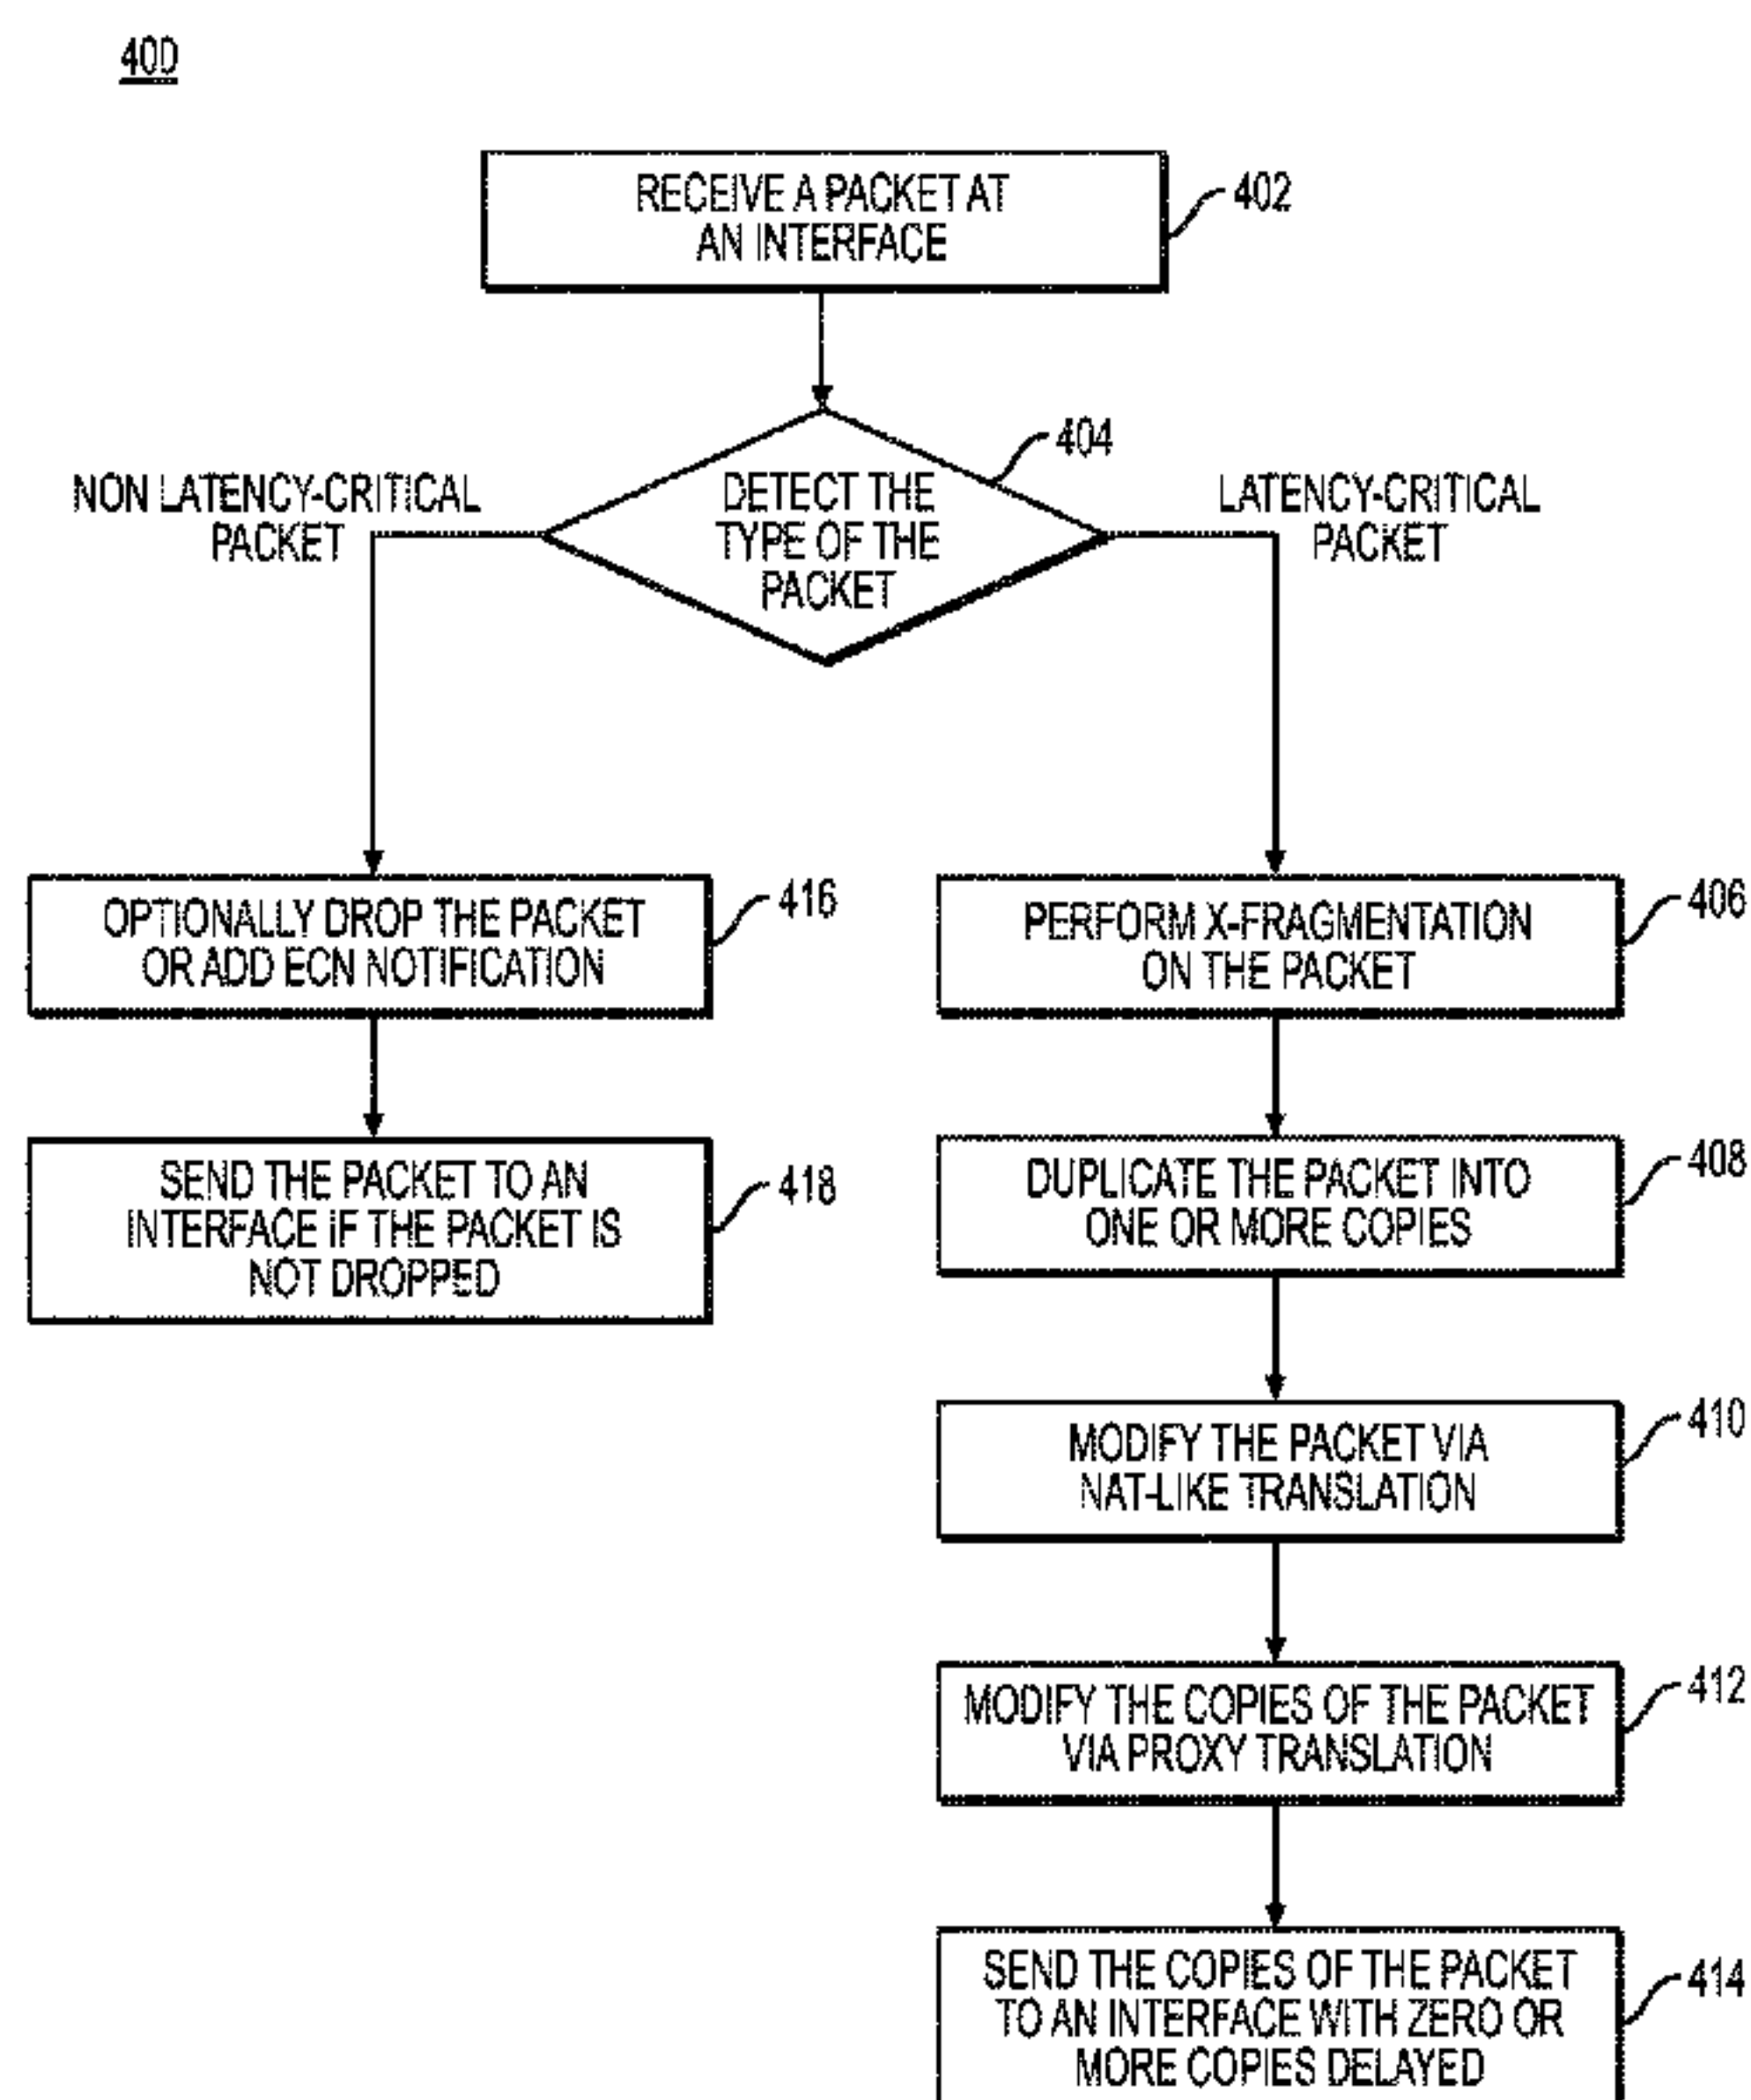 400
RECEIVE A PACKET AT
AN INTERFACE
402
404
NON LATENCY-CRITICAL
PACKET
DETECT THE
TYPE OF THE
PACKET
LATENCY-CRITICAL
PACKET
OPTIONALLY DROP THE PACKET
OR ADD ECN NOTIFICATION
416
PERFORM X-FRAGMENTATION
ON THE PACKET
406
SEND THE PACKET TO AN
INTERFACE IF THE PACKET IS
NOT DROPPED
418
DUPLICATE THE PACKET INTO
ONE OR MORE COPIES
408
MODIFY THE PACKET VIA
NAT-LIKE TRANSLATION
410
MODIFY THE COPIES OF THE PACKET
VIA PROXY TRANSLATION
412
SEND THE COPIES OF THE PACKET
TO AN INTERFACE WITH ZERO OR
MORE COPIES DELAYED
414